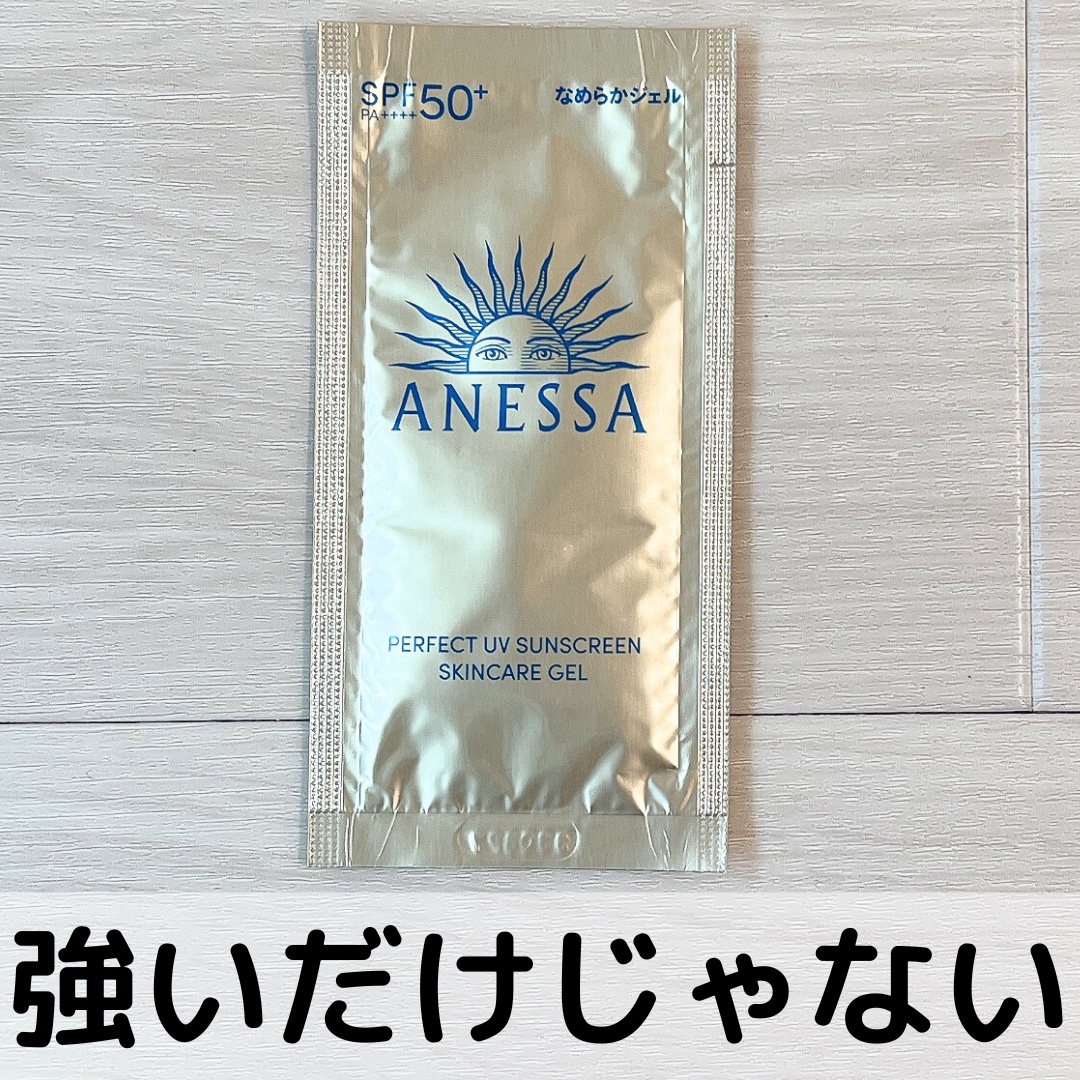 SPF50+
PA++++
なめらかジェル
ANESSA
PERFECT UV SUNSCREEN
SKINCARE GEL
強いだけじゃない